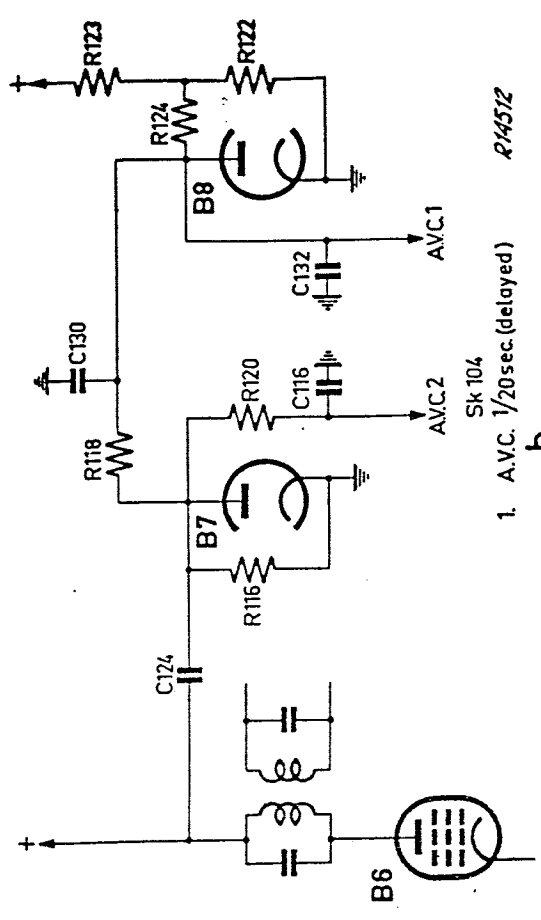 +
R123
R124
R122
B8
C130
R118
C132
A.V.C.1
R120
C116
A.V.C.2
B7
R116
C124
+
B6
Sk 104
1. A.V.C. 1/20 sec. (delayed)
b
R14512